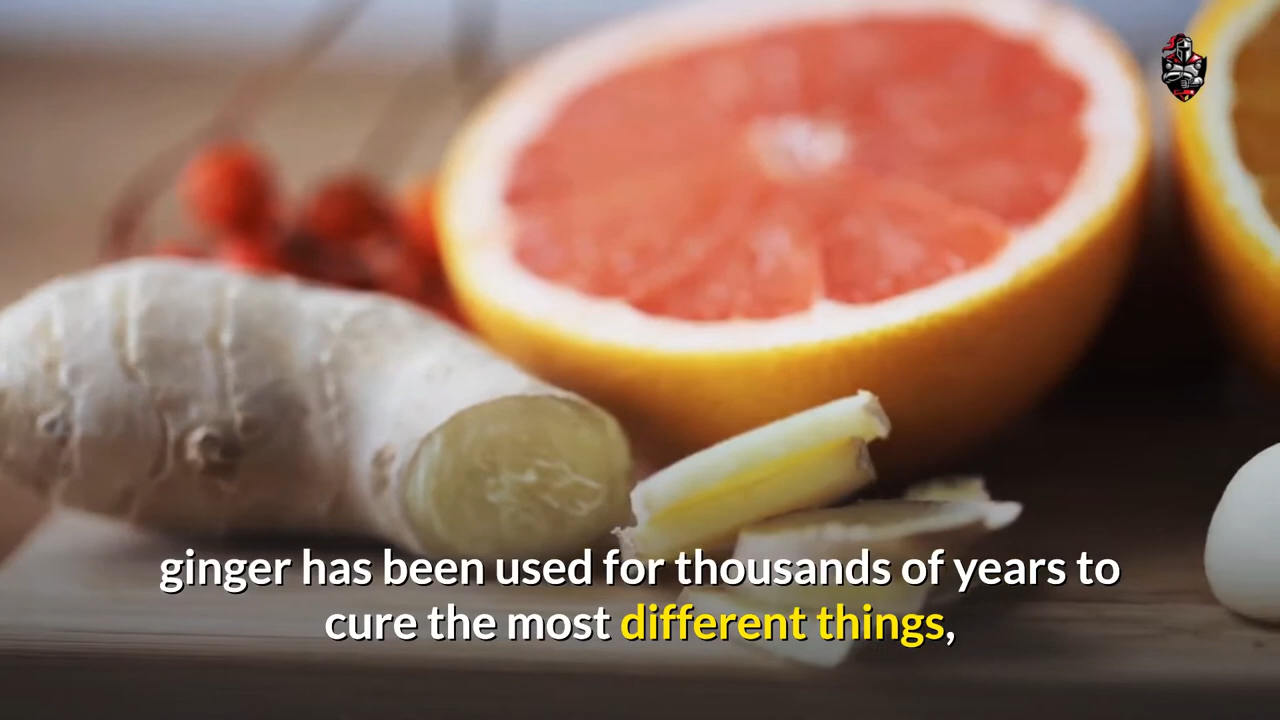 ginger has been used for thousands of years to
cure the most different things,